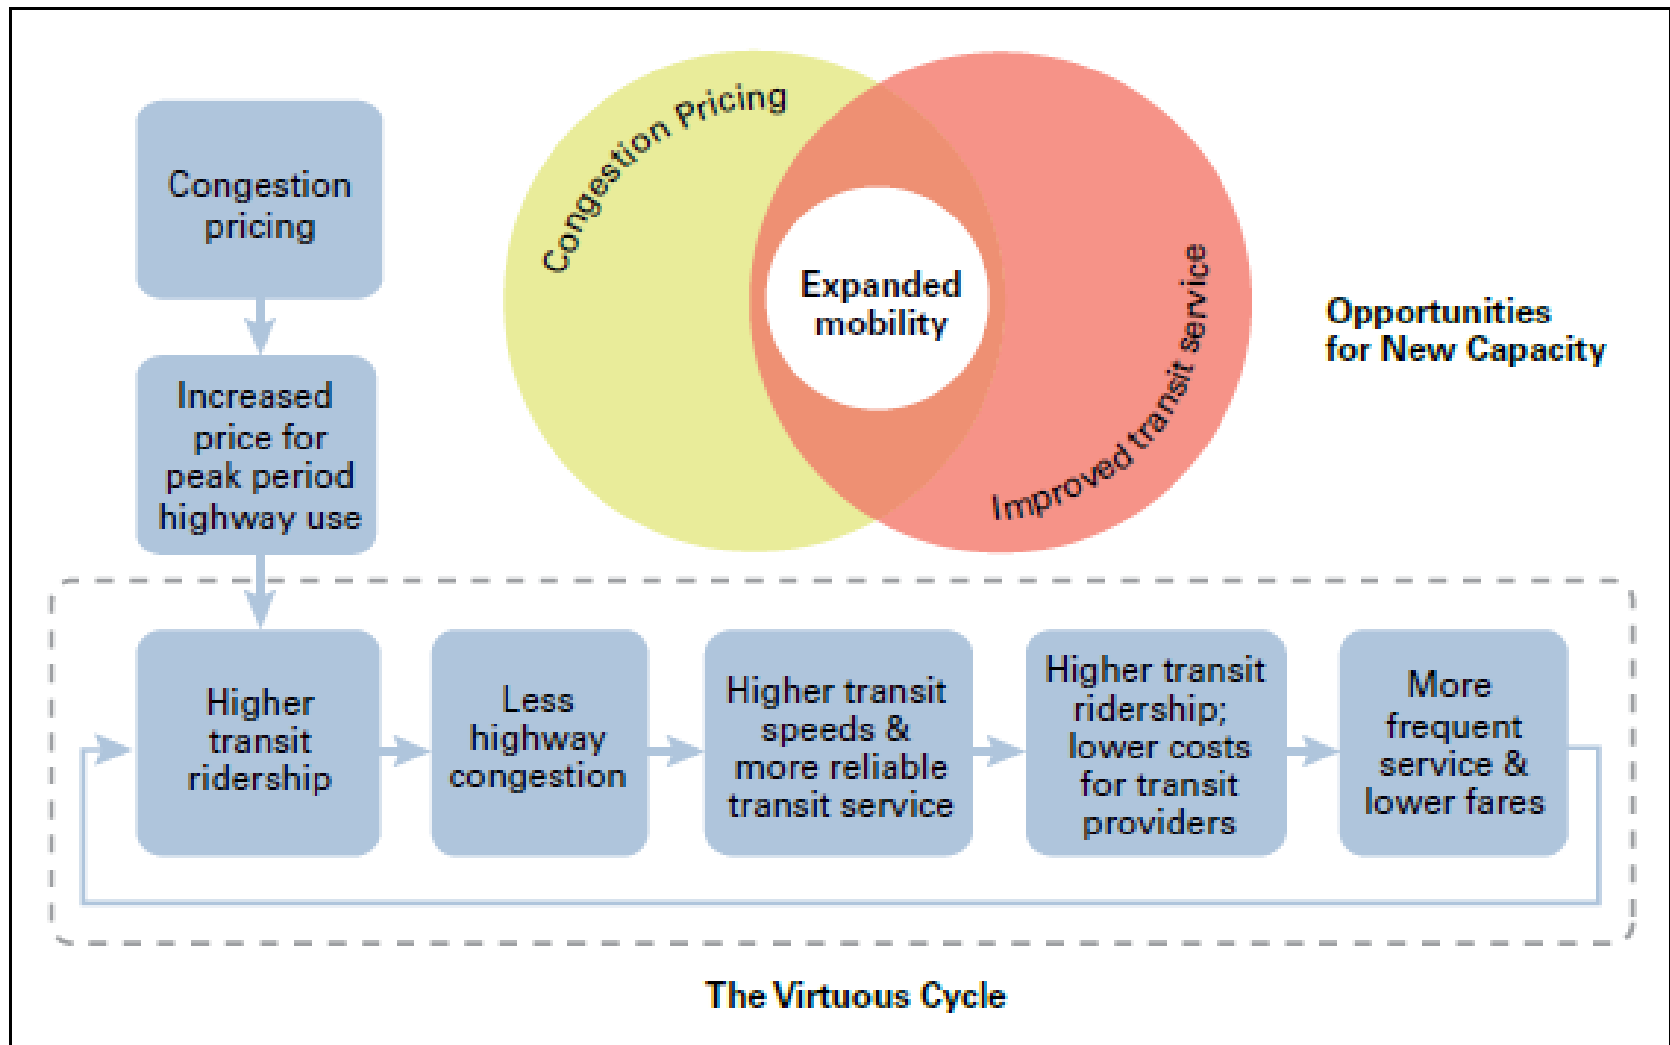 Congestion
pricing
Increased
price for
peak period
highway use
Congestion Pricing
Expanded
mobility
Improved transit service
Opportunities
for New Capacity
Higher
transit
ridership
Less
highway
congestion
Higher transit
speeds &
more reliable
transit service
Higher transit
ridership;
lower costs
for transit
providers
More
frequent
service &
lower fares
The Virtuous Cycle